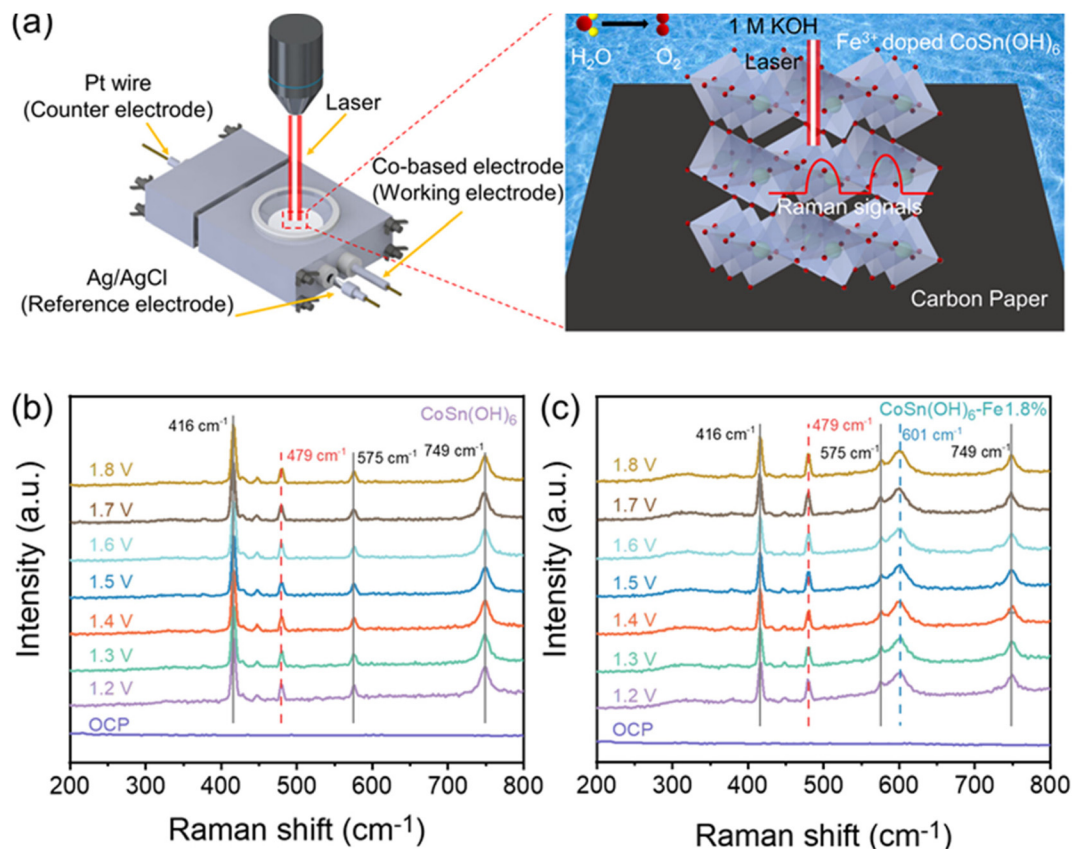 (a)
Pt wire
(Counter electrode)
Laser
Co-based electrode
(Working electrode)
Ag/AgCl
(Reference electrode)
H₂O
O₂
1 M KOH
Laser
Fe³⁺ doped CoSn(OH)₆
Raman signals
Carbon Paper
(b)
CoSn(OH)₆
416 cm⁻¹
479 cm⁻¹
575 cm⁻¹
749 cm⁻¹
1.8 V
1.7 V
1.6 V
1.5 V
1.4 V
1.3 V
1.2 V
OCP
Intensity (a.u.)
200 300 400 500 600 700 800
Raman shift (cm⁻¹)
(c)
CoSn(OH)₆-Fe1.8%
416 cm⁻¹
479 cm⁻¹
575 cm⁻¹
601 cm⁻¹
749 cm⁻¹
1.8 V
1.7 V
1.6 V
1.5 V
1.4 V
1.3 V
1.2 V
OCP
Intensity (a.u.)
200 300 400 500 600 700 800
Raman shift (cm⁻¹)